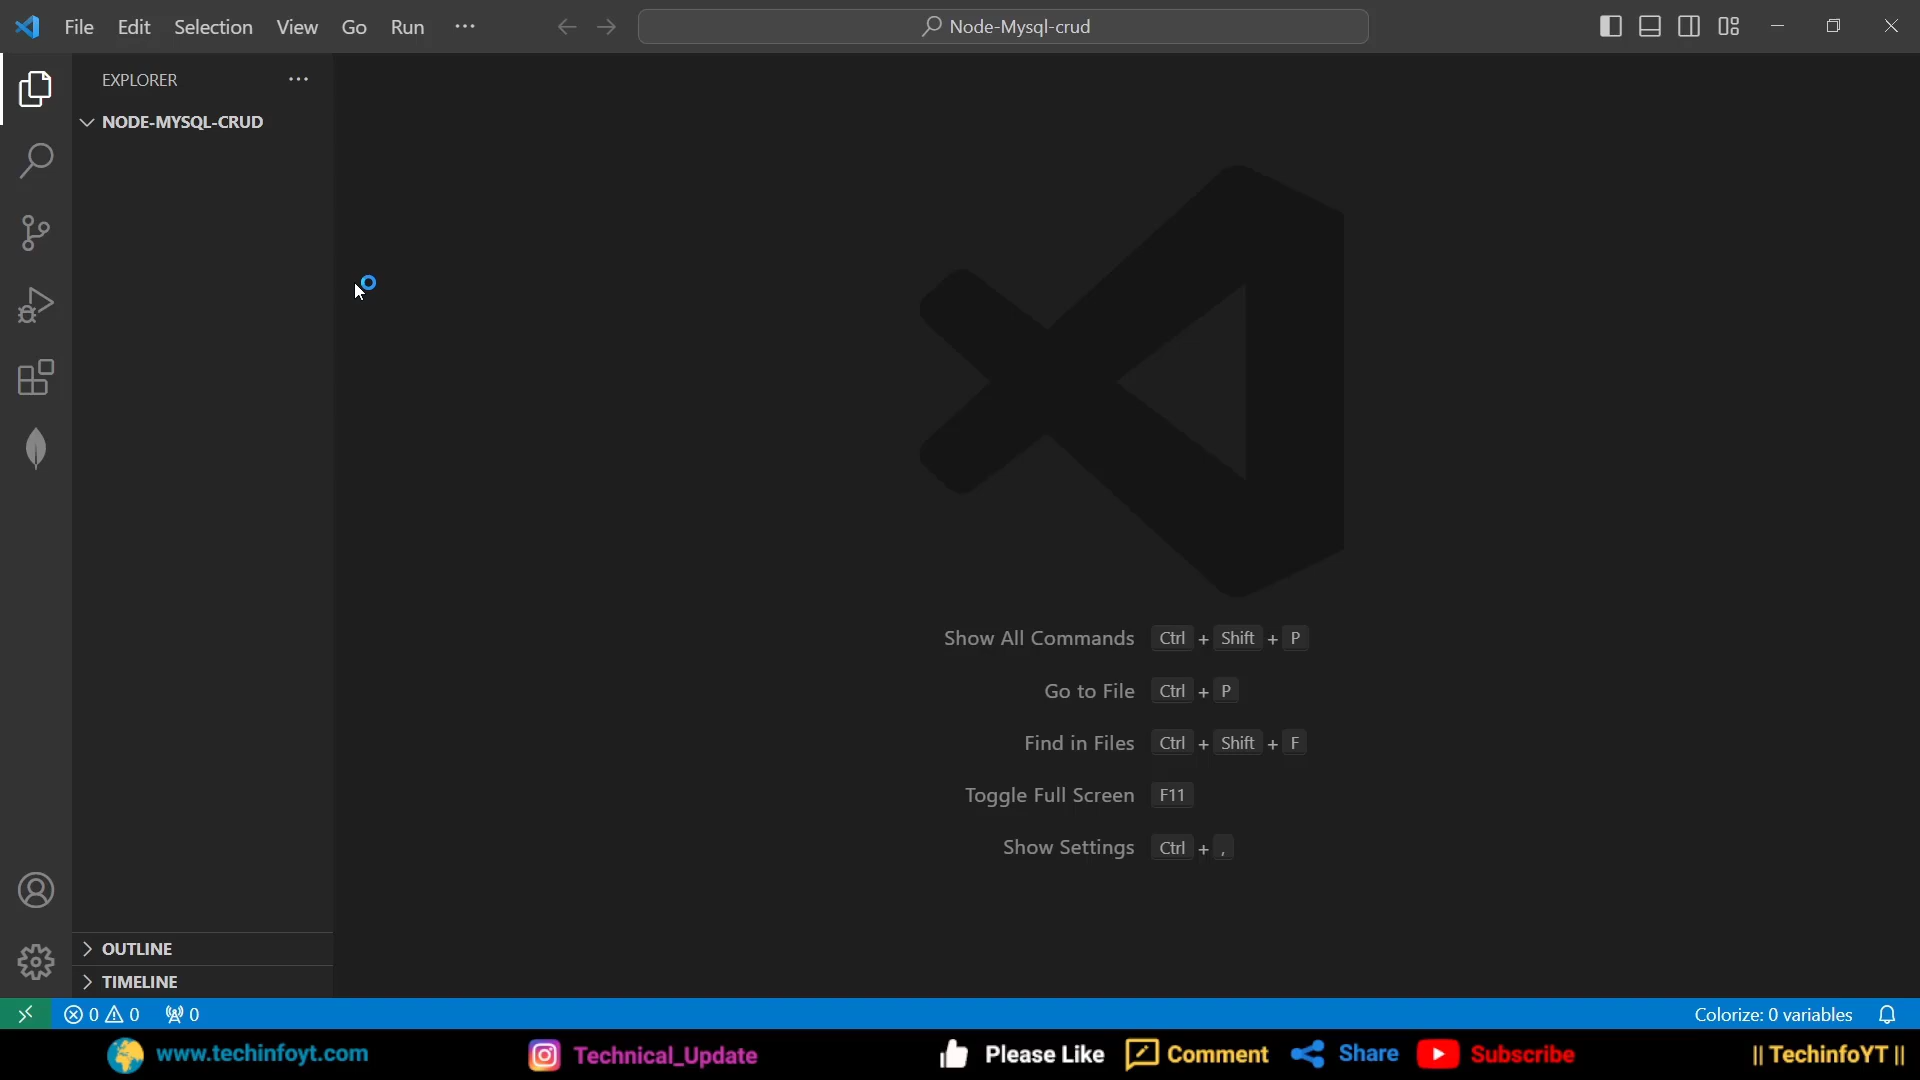 File Edit Selection View Go Run ...
Node-Mysql-crud
EXPLORER ...
NODE-MYSQL-CRUD
Show All Commands Ctrl + Shift + P
Go to File Ctrl + P
Find in Files Ctrl + Shift + F
Toggle Full Screen F11
Show Settings Ctrl + ,
OUTLINE
TIMELINE
0 0 0 Colorize: 0 variables
www.techinfoyt.com Technical_Update Please Like Comment Share Subscribe || TechinfoYT ||